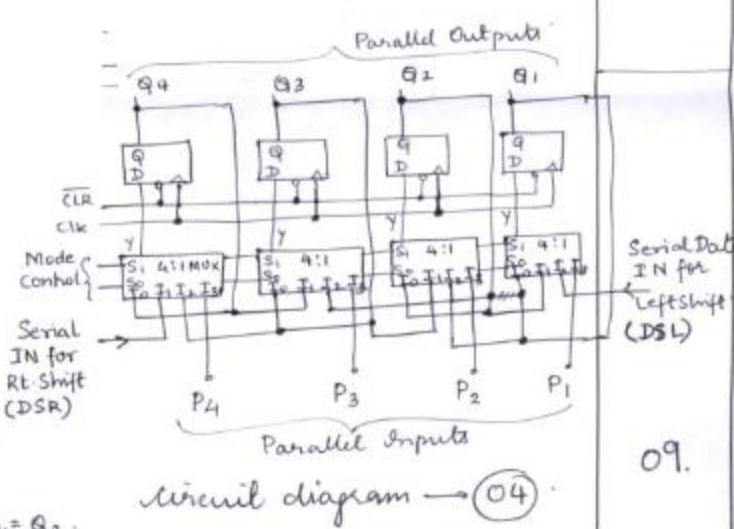 Parallel Outputs
Q4 Q3 Q2 Q1
Q Q Q Q
D D D D
CLR
Clk
Y Y Y Y
Mode Control
S1 4:1 MUX S1 4:1 S1 4:1 S1 4:1
S0 S0 S0 S0
I0 I1 I2 I3 I0 I1 I2 I3 I0 I1 I2 I3 I0 I1 I2 I3
Serial
IN for
Rt. Shift
(DSR)
Serial Dat
IN for
Left Shift
(DSL)
P4 P3 P2 P1
Parallel Inputs
09.
circuit diagram → 04
= Q2.